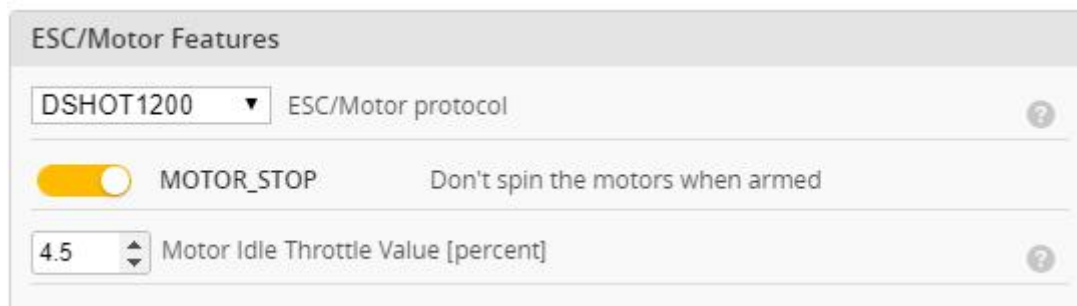 ESC/Motor Features
DSHOT1200 ESC/Motor protocol
MOTOR_STOP Don't spin the motors when armed
4.5 Motor Idle Throttle Value [percent]